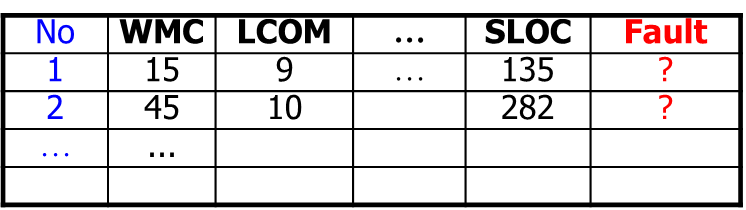 No WMC LCOM ... SLOC Fault
1 15 9 ... 135 ?
2 45 10 282 ?
... ...